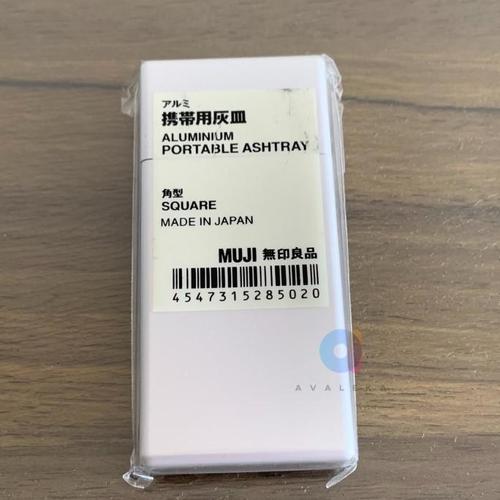 アルミ
携帯用灰皿
ALUMINIUM
PORTABLE ASHTRAY
角型
SQUARE
MADE IN JAPAN
MUJI 無印良品
4547315285020
AVALEKA